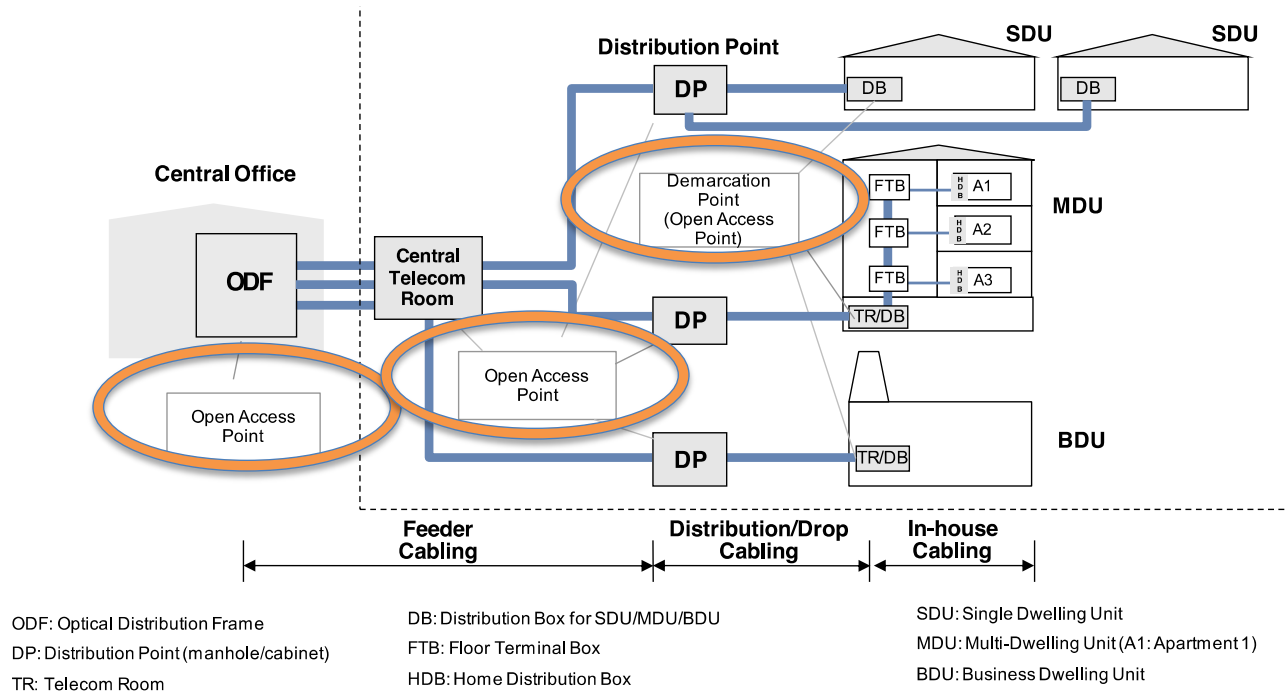 SDU
SDU
Distribution Point
DP
DB
DB
Central Office
Demarcation
Point
(Open Access
Point)
FTB
HDB
A1
MDU
FTB
HDB
A2
ODF
Central
Telecom
Room
FTB
HDB
A3
DP
TR/DB
Open Access
Point
Open Access
Point
BDU
DP
TR/DB
Feeder
Cabling
Distribution/Drop
Cabling
In-house
Cabling
ODF: Optical Distribution Frame
DP: Distribution Point (manhole/cabinet)
TR: Telecom Room
DB: Distribution Box for SDU/MDU/BDU
FTB: Floor Terminal Box
HDB: Home Distribution Box
SDU: Single Dwelling Unit
MDU: Multi-Dwelling Unit (A1: Apartment 1)
BDU: Business Dwelling Unit